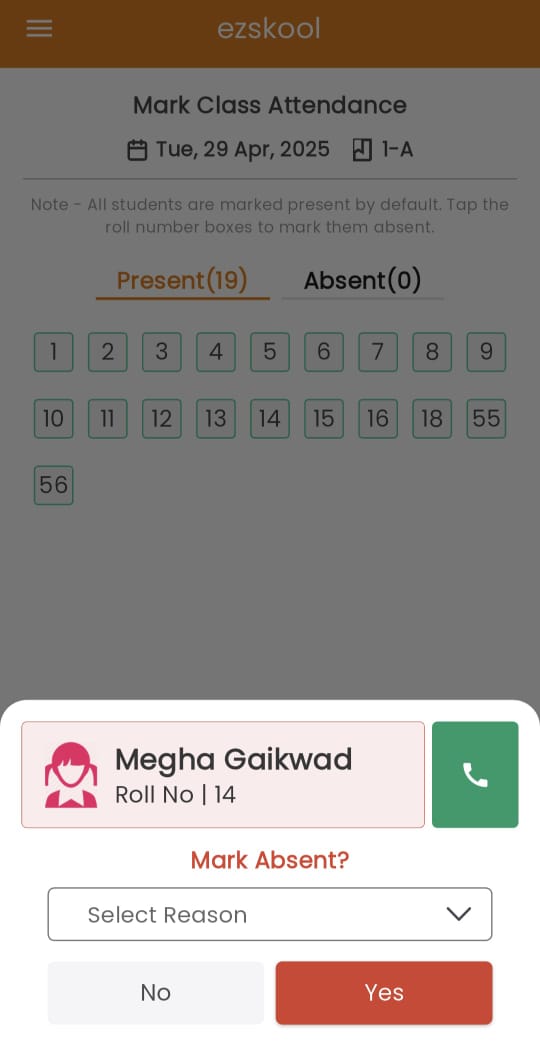 ezskool
Mark Class Attendance
Tue, 29 Apr, 2025 1-A
Note - All students are marked present by default. Tap the
roll number boxes to mark them absent.
Present(19) Absent(0)
1 2 3 4 5 6 7 8 9
10 11 12 13 14 15 16 18 55
56
Megha Gaikwad
Roll No | 14
Mark Absent?
Select Reason
No Yes